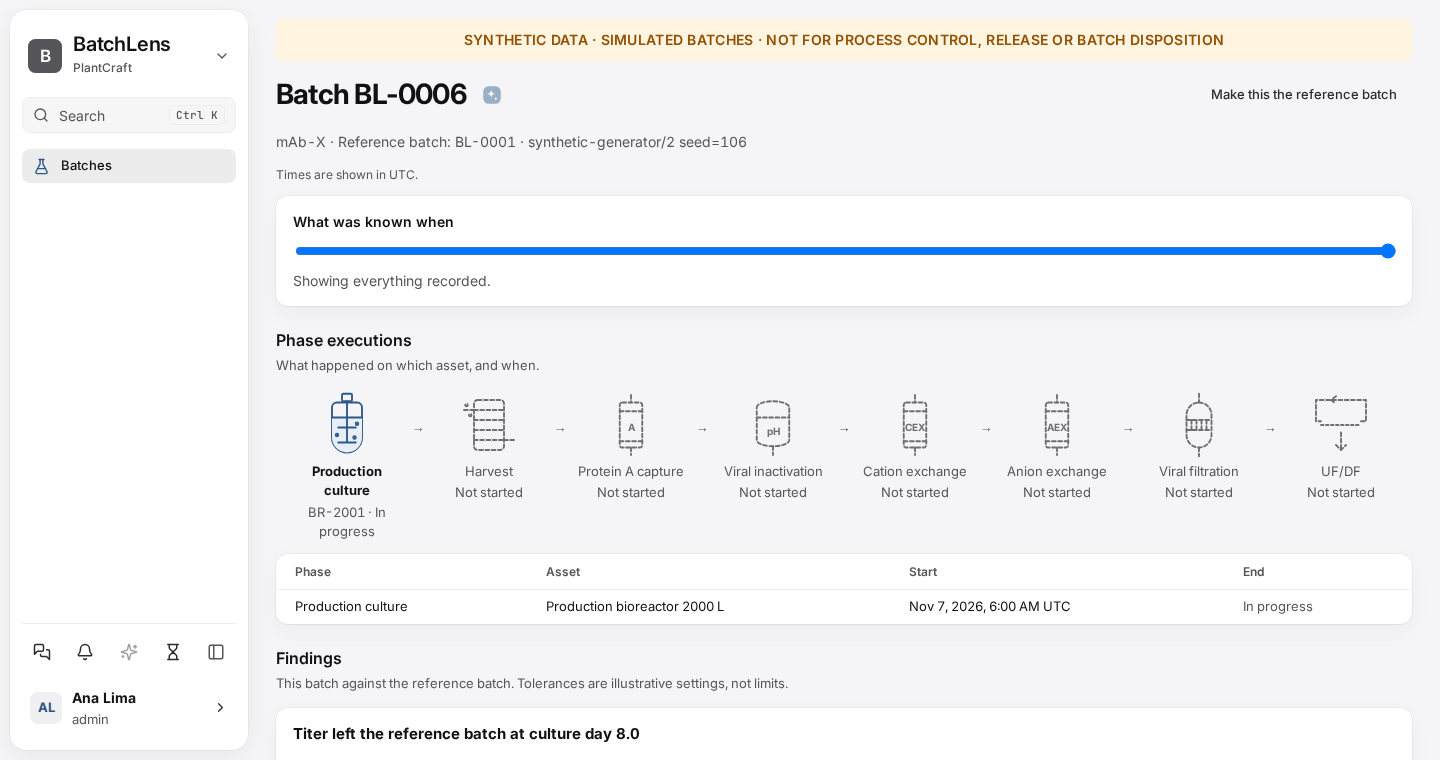 B
BatchLens
PlantCraft
Search
Ctrl K
Batches
AL
Ana Lima
admin
SYNTHETIC DATA · SIMULATED BATCHES · NOT FOR PROCESS CONTROL, RELEASE OR BATCH DISPOSITION
Batch BL-0006
Make this the reference batch
mAb-X · Reference batch: BL-0001 · synthetic-generator/2 seed=106
Times are shown in UTC.
What was known when
Showing everything recorded.
Phase executions
What happened on which asset, and when.
→ → A → pH → CEX → AEX → →
Production culture
BR-2001 · In progress
Harvest
Not started
Protein A capture
Not started
Viral inactivation
Not started
Cation exchange
Not started
Anion exchange
Not started
Viral filtration
Not started
UF/DF
Not started
Phase Asset Start End
Production culture Production bioreactor 2000 L Nov 7, 2026, 6:00 AM UTC In progress
Findings
This batch against the reference batch. Tolerances are illustrative settings, not limits.
Titer left the reference batch at culture day 8.0